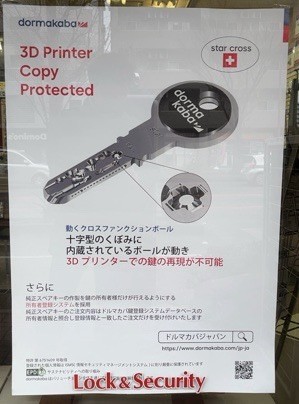 dormakaba
3D Printer
Copy
Protected
star cross
dorma
kaba
動くクロスファンクションボール
十字型のくぼみに
内蔵されているボールが動き
3D プリンターでの鍵の再現が不可能
さらに
純正スペアキーの作製を鍵の所有者様だけが行えるようにする
所有者登録システムを採用
純正スペアキーのご注文内容はドルマカバ鍵登録システムデータベースの
所有者情報と照合し登録情報と一致したご注文だけを受け付けいたします
ドルマカバジャパン
https://www.dormakaba.com/jp-ja
Lock&Security